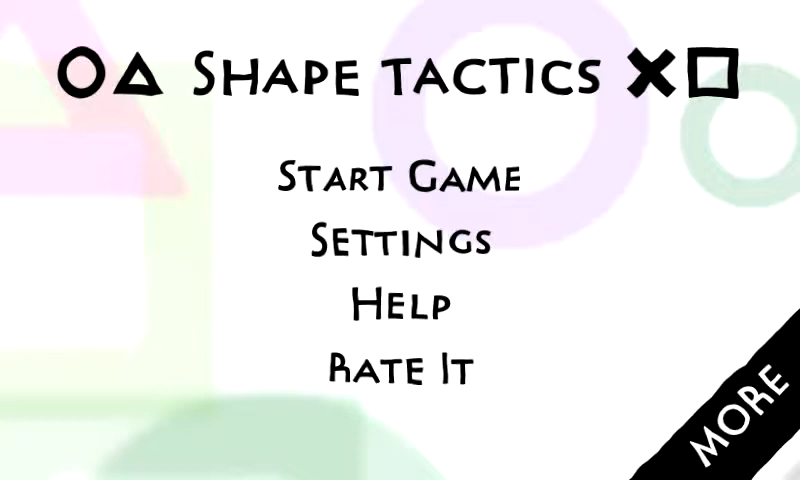 Shape Tactics
Start Game
Settings
Help
Rate It
MORE